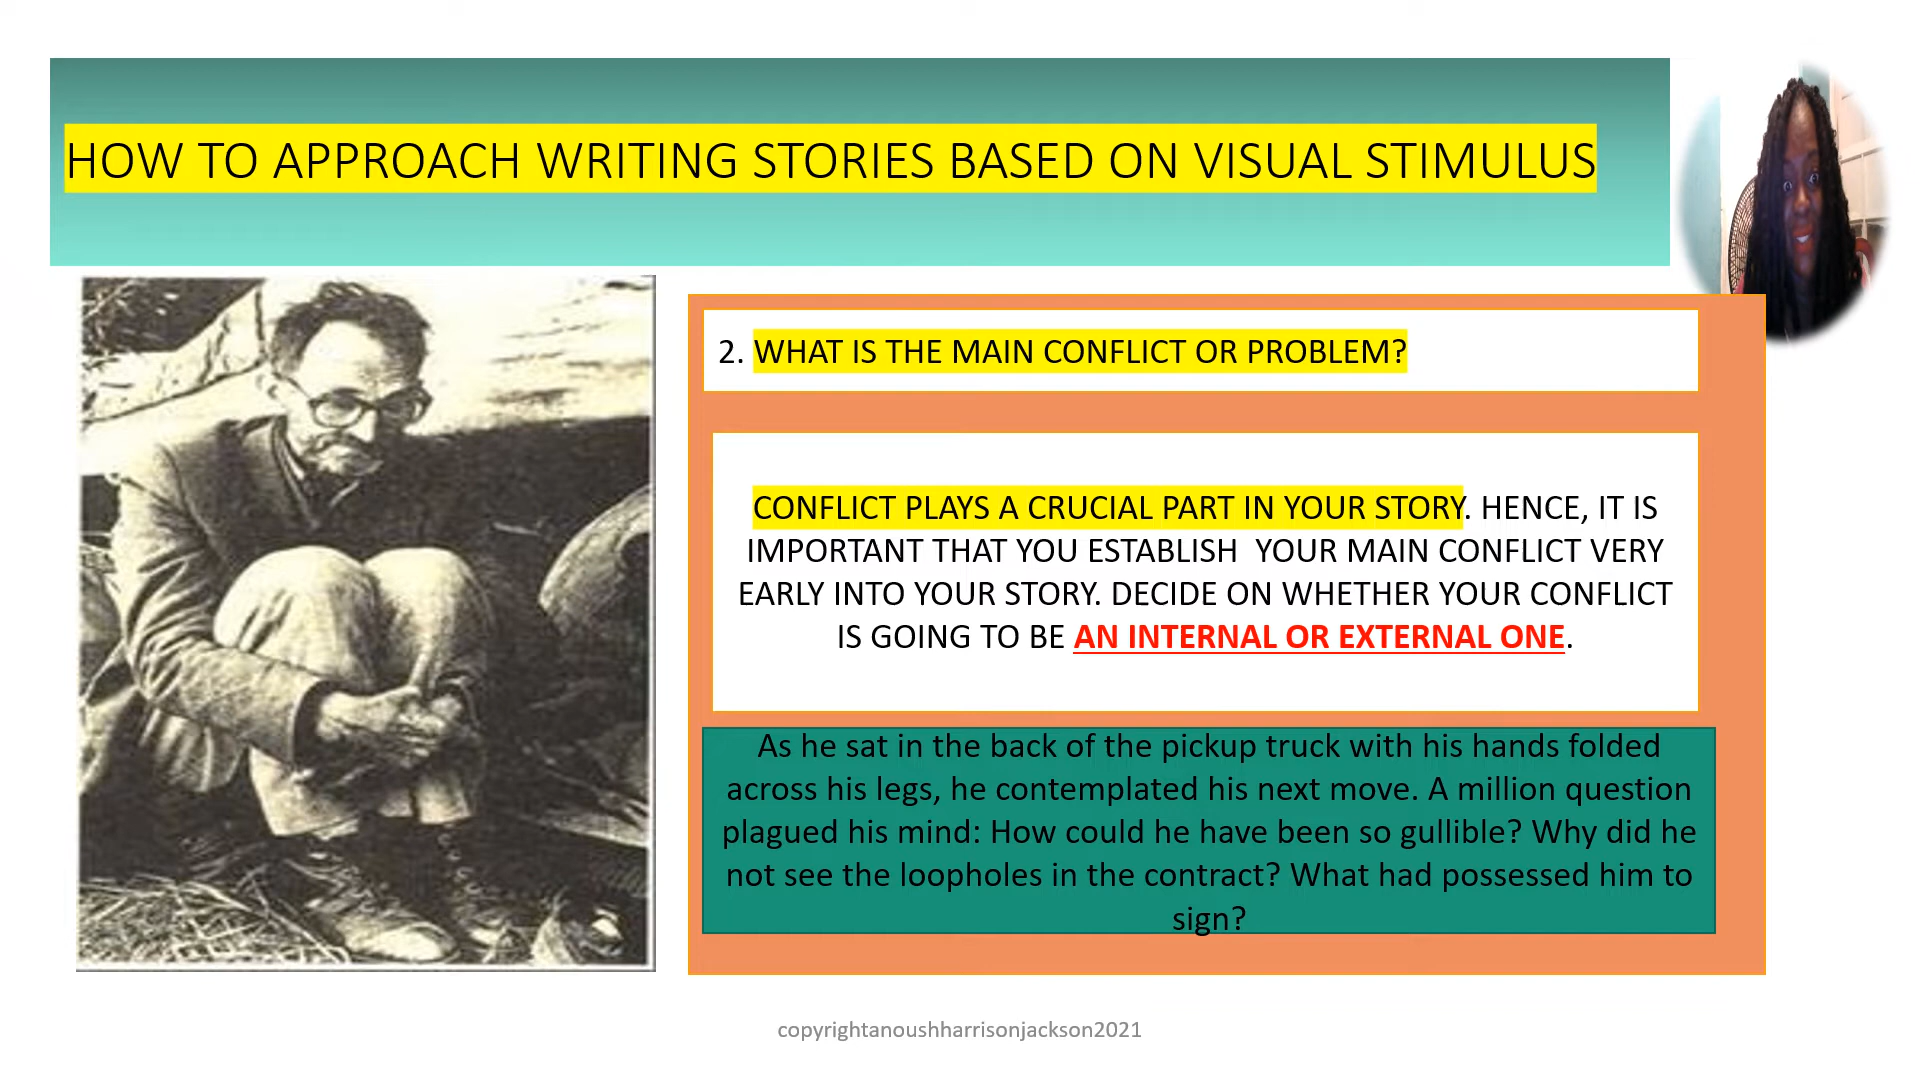 HOW TO APPROACH WRITING STORIES BASED ON VISUAL STIMULUS
2. WHAT IS THE MAIN CONFLICT OR PROBLEM?
CONFLICT PLAYS A CRUCIAL PART IN YOUR STORY. HENCE, IT IS
IMPORTANT THAT YOU ESTABLISH YOUR MAIN CONFLICT VERY
EARLY INTO YOUR STORY. DECIDE ON WHETHER YOUR CONFLICT
IS GOING TO BE AN INTERNAL OR EXTERNAL ONE.
As he sat in the back of the pickup truck with his hands folded
across his legs, he contemplated his next move. A million question
plagued his mind: How could he have been so gullible? Why did he
not see the loopholes in the contract? What had possessed him to
sign?
copyrightanoushharrisonjackson2021